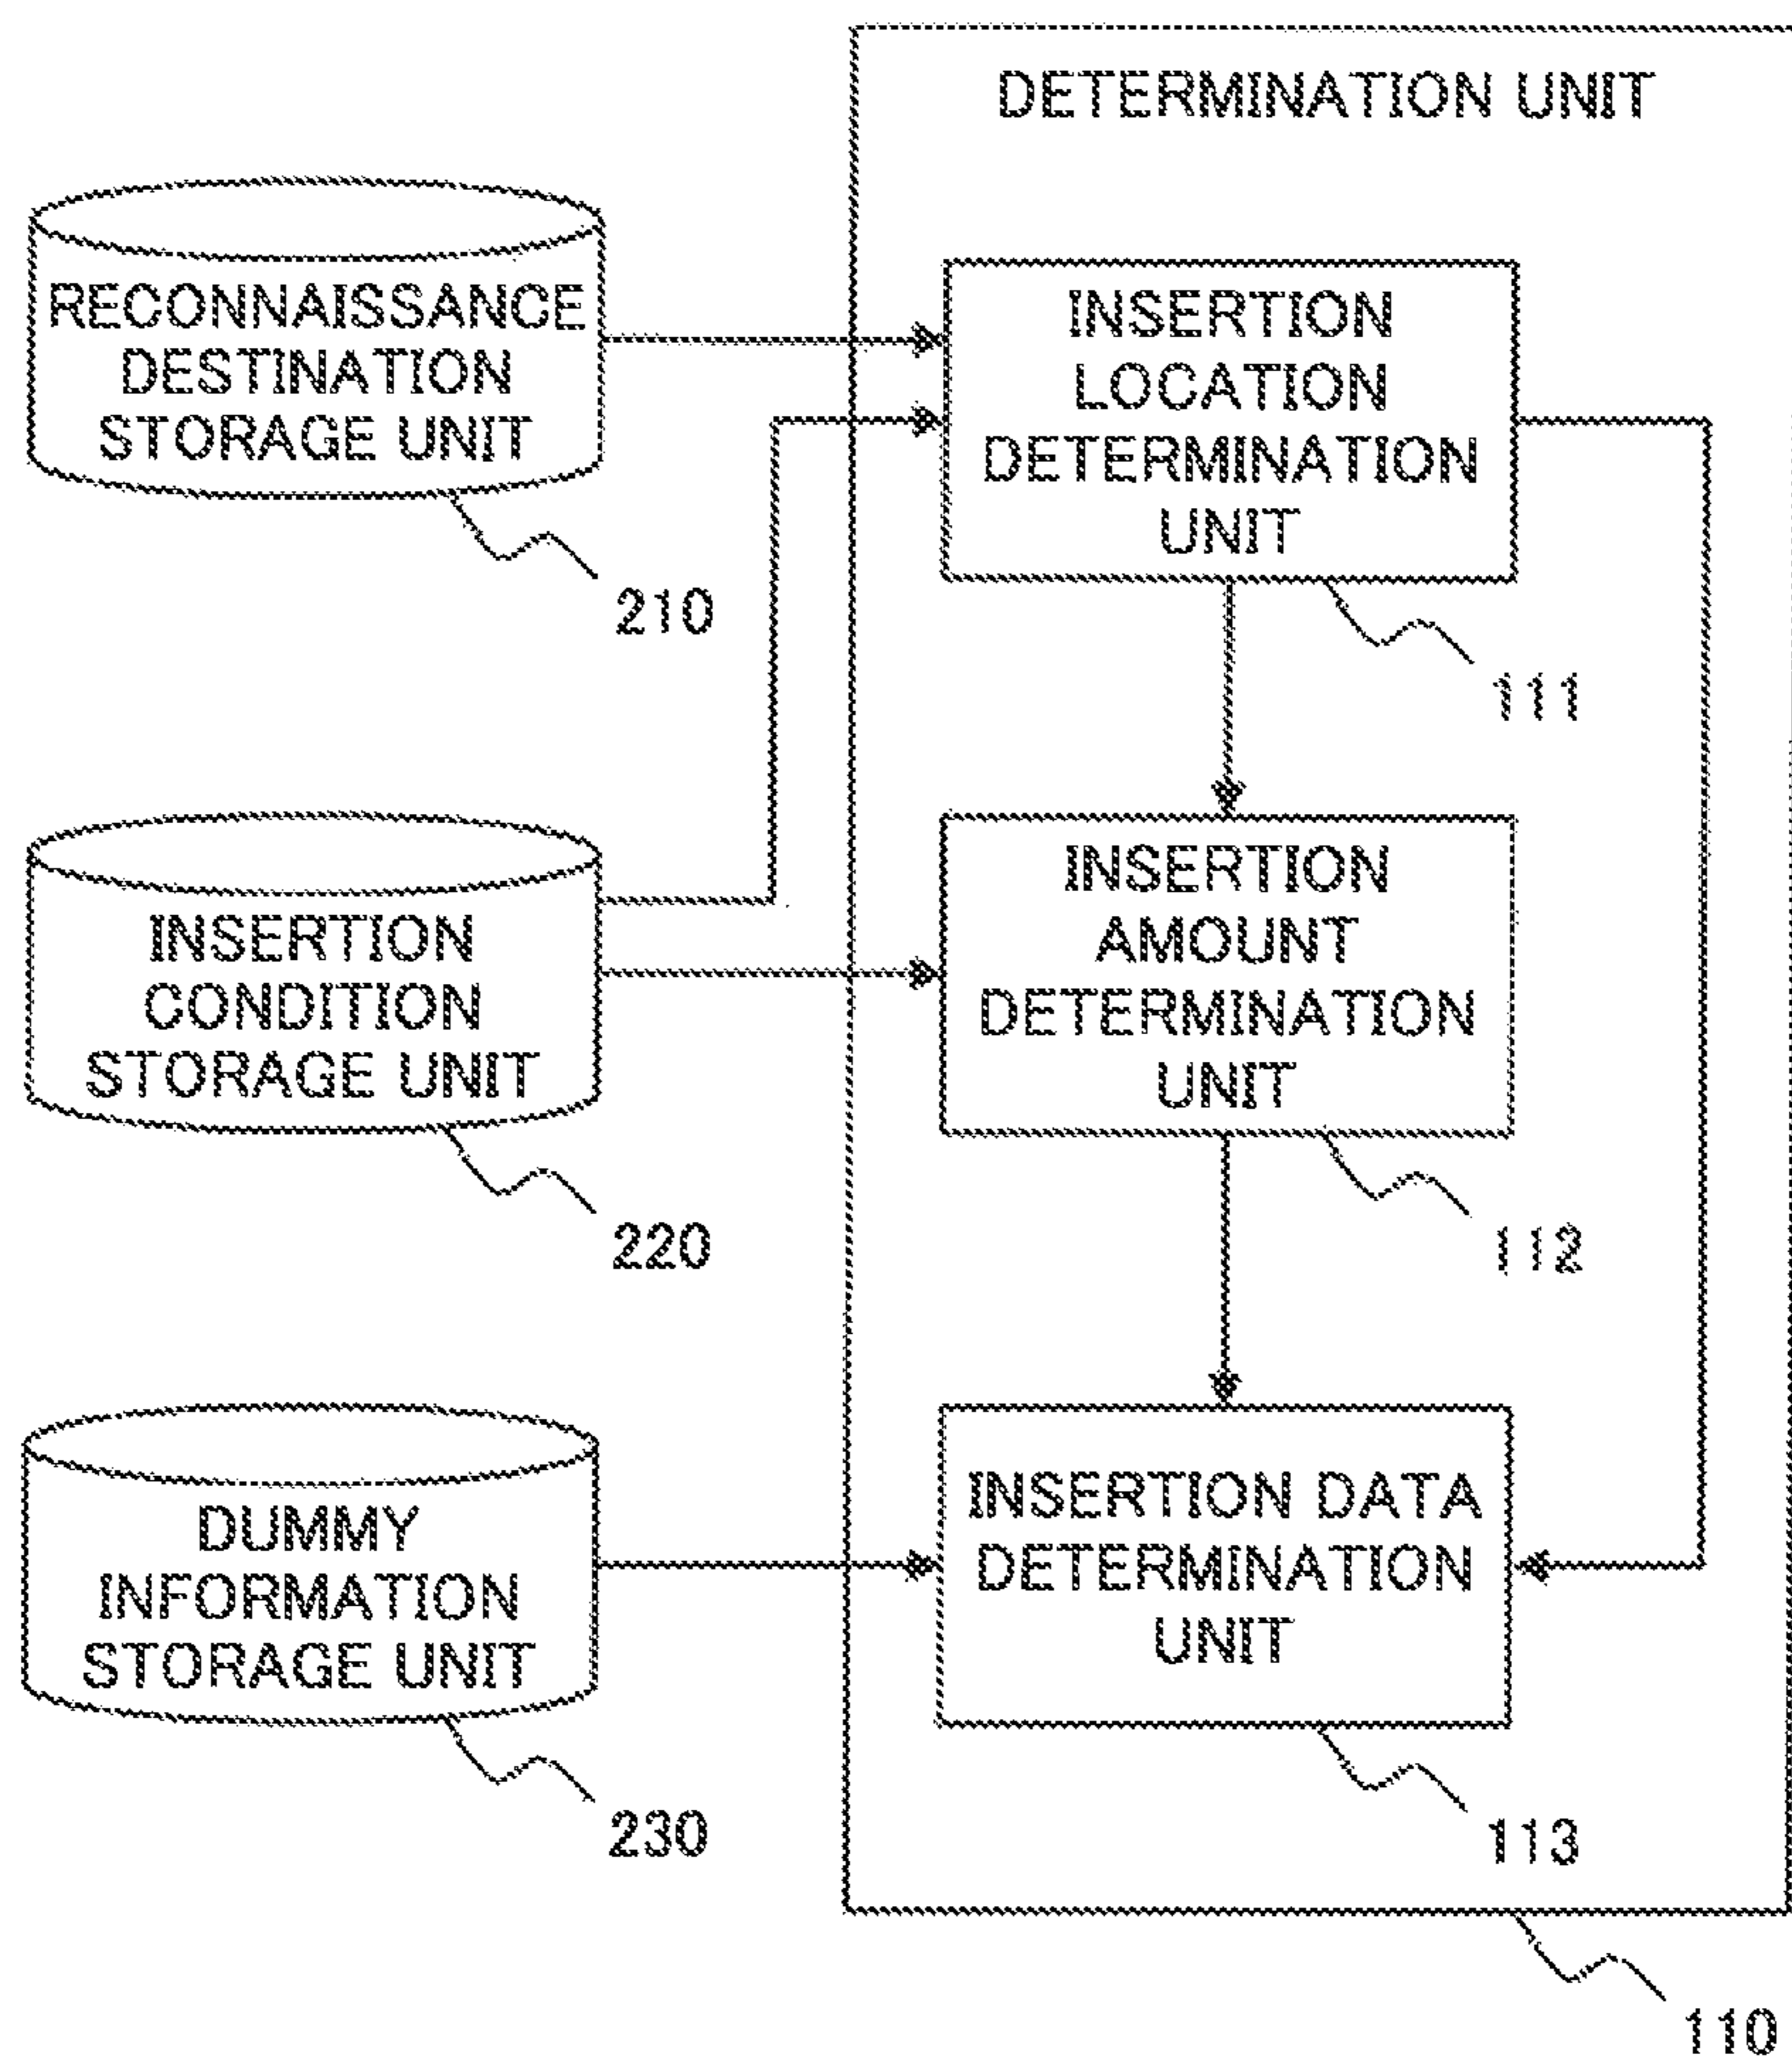 DETERMINATION UNIT
RECONNAISSANCE
DESTINATION
STORAGE UNIT
210
INSERTION
LOCATION
DETERMINATION
UNIT
111
INSERTION
CONDITION
STORAGE UNIT
220
INSERTION
AMOUNT
DETERMINATION
UNIT
112
DUMMY
INFORMATION
STORAGE UNIT
230
INSERTION DATA
DETERMINATION
UNIT
113
110